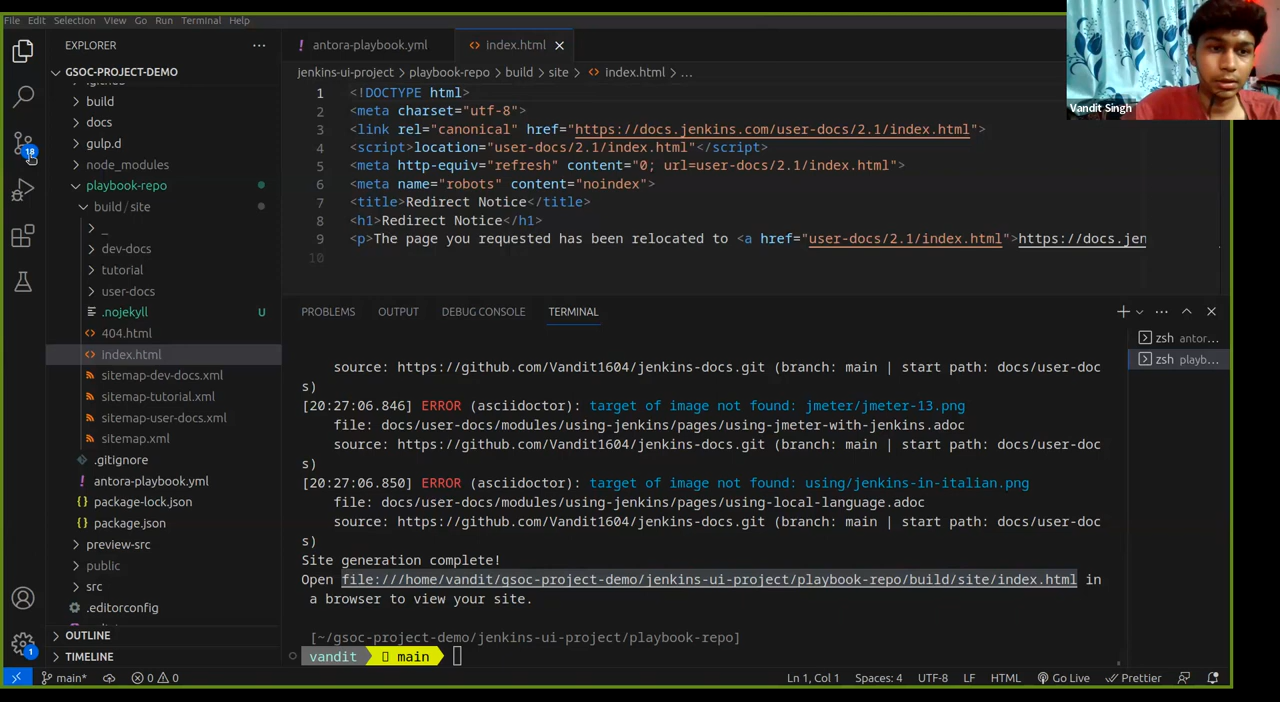 File Edit Selection View Go Run Terminal Help
Vandit Singh
EXPLORER
GSOC-PROJECT-DEMO
build
docs
gulp.d
node_modules
playbook-repo
build / site
_
dev-docs
tutorial
user-docs
.nojekyll U
404.html
index.html
sitemap-dev-docs.xml
sitemap-tutorial.xml
sitemap-user-docs.xml
sitemap.xml
.gitignore
antora-playbook.yml
package-lock.json
package.json
preview-src
public
src
.editorconfig
OUTLINE
TIMELINE
18
1
antora-playbook.yml
index.html
jenkins-ui-project > playbook-repo > build > site > index.html > ...
1 <!DOCTYPE html>
2 <meta charset="utf-8">
3 <link rel="canonical" href="https://docs.jenkins.com/user-docs/2.1/index.html">
4 <script>location="user-docs/2.1/index.html"</script>
5 <meta http-equiv="refresh" content="0; url=user-docs/2.1/index.html">
6 <meta name="robots" content="noindex">
7 <title>Redirect Notice</title>
8 <h1>Redirect Notice</h1>
9 <p>The page you requested has been relocated to <a href="user-docs/2.1/index.html">https://docs.jen
10
PROBLEMS OUTPUT DEBUG CONSOLE TERMINAL
zsh antor...
zsh playb...
source: https://github.com/Vandit1604/jenkins-docs.git (branch: main | start path: docs/user-doc
s)
[20:27:06.846] ERROR (asciidoctor): target of image not found: jmeter/jmeter-13.png
file: docs/user-docs/modules/using-jenkins/pages/using-jmeter-with-jenkins.adoc
source: https://github.com/Vandit1604/jenkins-docs.git (branch: main | start path: docs/user-doc
s)
[20:27:06.850] ERROR (asciidoctor): target of image not found: using/jenkins-in-italian.png
file: docs/user-docs/modules/using-jenkins/pages/using-local-language.adoc
source: https://github.com/Vandit1604/jenkins-docs.git (branch: main | start path: docs/user-doc
s)
Site generation complete!
Open file:///home/vandit/gsoc-project-demo/jenkins-ui-project/playbook-repo/build/site/index.html in
a browser to view your site.
[~/gsoc-project-demo/jenkins-ui-project/playbook-repo]
vandit main
main* 0 0 Ln 1, Col 1 Spaces: 4 UTF-8 LF HTML Go Live Prettier